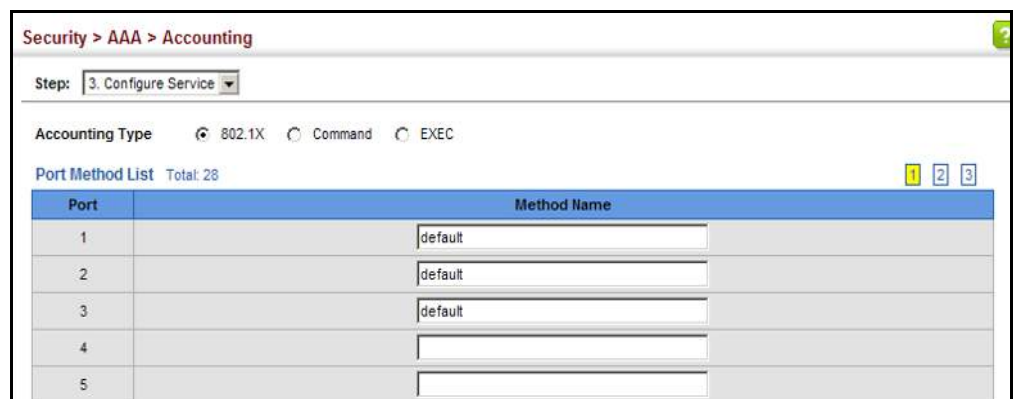 Security > AAA > Accounting ?
Step: 3. Configure Service
Accounting Type 802.1X Command EXEC
Port Method List Total: 28 1 2 3
Port Method Name
1 default
2 default
3 default
4
5